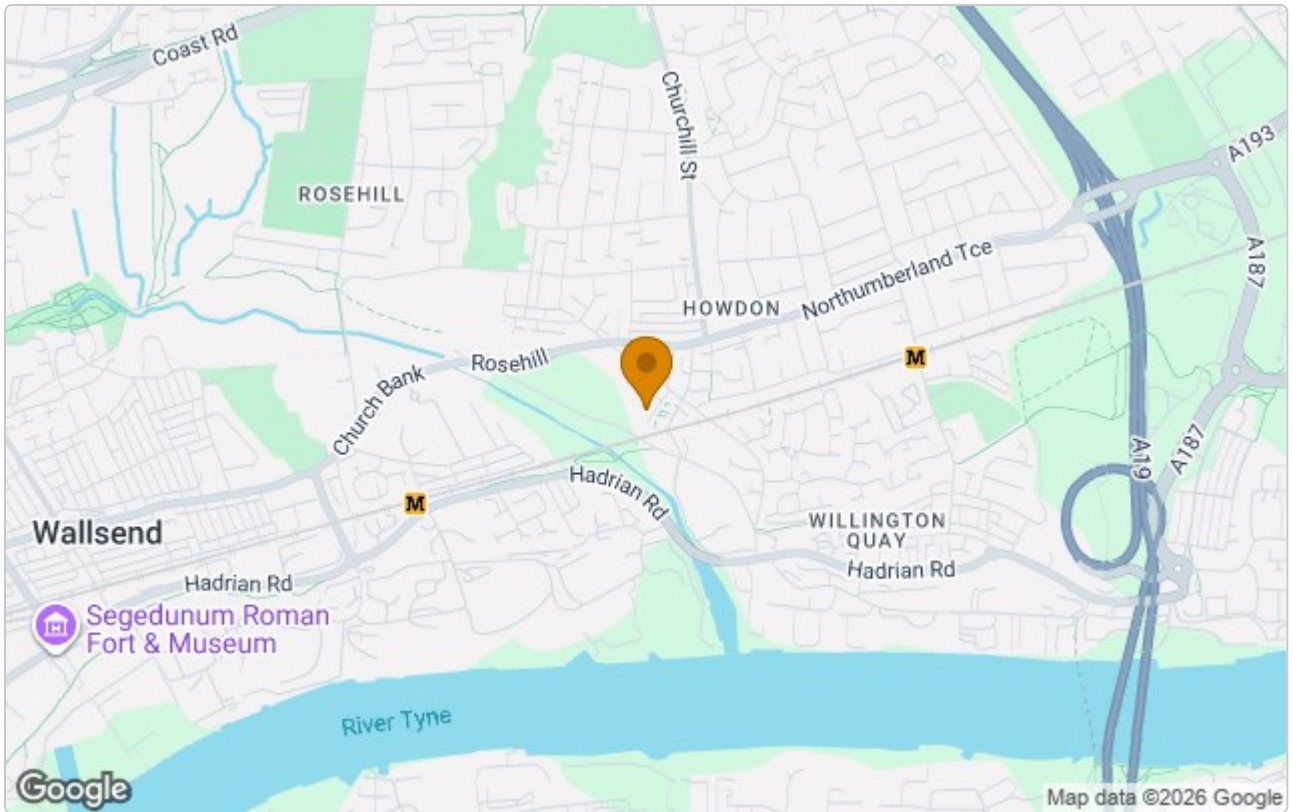 Coast Rd
Churchill St
A193
ROSEHILL
A187
Northumberland Tce
HOWDON
M
Rosehill
Church Bank
A19
A187
M
Hadrian Rd
Wallsend
WILLINGTON
QUAY
Hadrian Rd
Hadrian Rd
Segedunum Roman
Fort & Museum
River Tyne
Google
Map data ©2026 Google